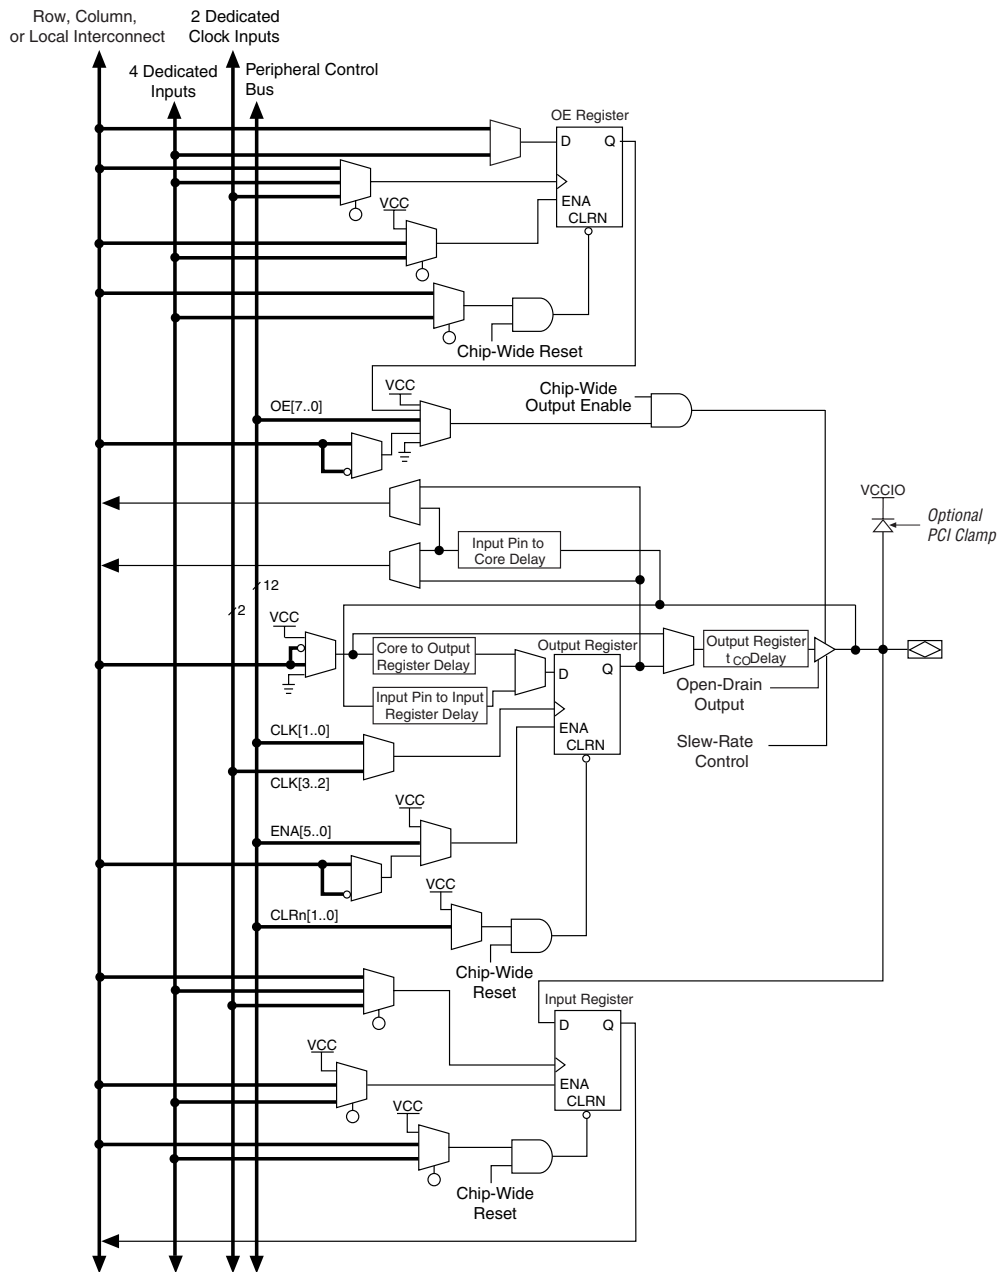 Row, Column,
or Local Interconnect
2 Dedicated
Clock Inputs
4 Dedicated
Inputs
Peripheral Control
Bus
OE Register
D Q
ENA
CLRN
VCC
Chip-Wide Reset
VCC
OE[7..0]
Chip-Wide
Output Enable
VCCIO
Optional
PCI Clamp
Input Pin to
Core Delay
12
2
VCC
Core to Output
Register Delay
Input Pin to Input
Register Delay
Output Register
D Q
ENA
CLRN
Output Register
t CO Delay
Open-Drain
Output
Slew-Rate
Control
CLK[1..0]
CLK[3..2]
VCC
ENA[5..0]
VCC
CLRn[1..0]
Chip-Wide
Reset
Input Register
D Q
ENA
CLRN
VCC
VCC
Chip-Wide
Reset